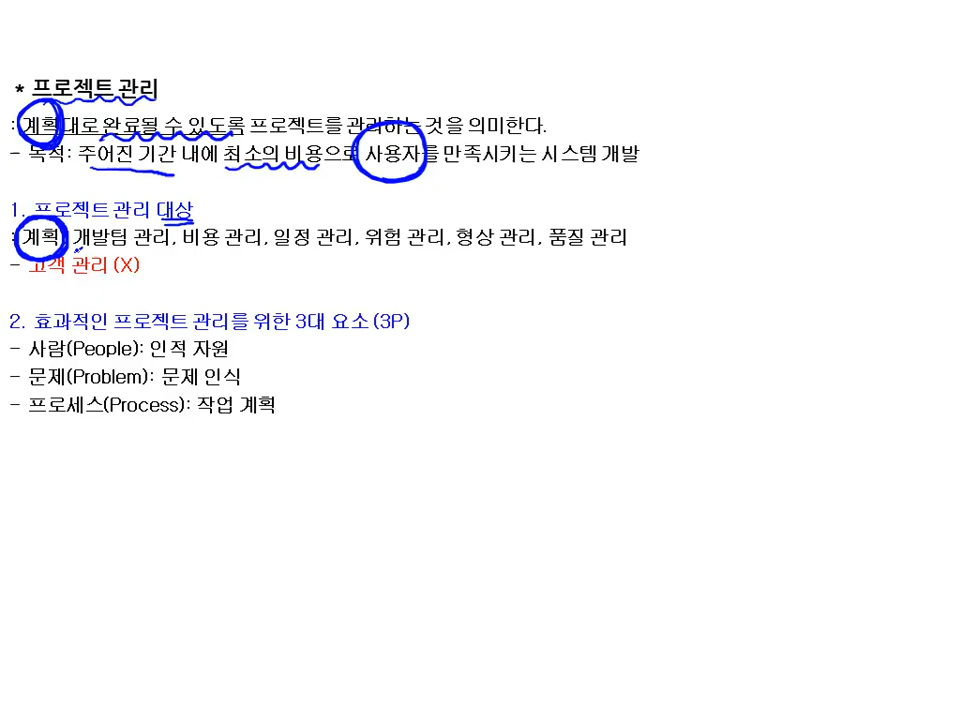 * 프로젝트 관리
: 계획대로 완료될 수 있도록 프로젝트를 관리하는 것을 의미한다.
- 목적: 주어진 기간 내에 최소의 비용으로 사용자를 만족시키는 시스템 개발
1. 프로젝트 관리 대상
: 계획, 개발팀 관리, 비용 관리, 일정 관리, 위험 관리, 형상 관리, 품질 관리
- 고객 관리 (X)
2. 효과적인 프로젝트 관리를 위한 3대 요소 (3P)
- 사람(People): 인적 자원
- 문제(Problem): 문제 인식
- 프로세스(Process): 작업 계획